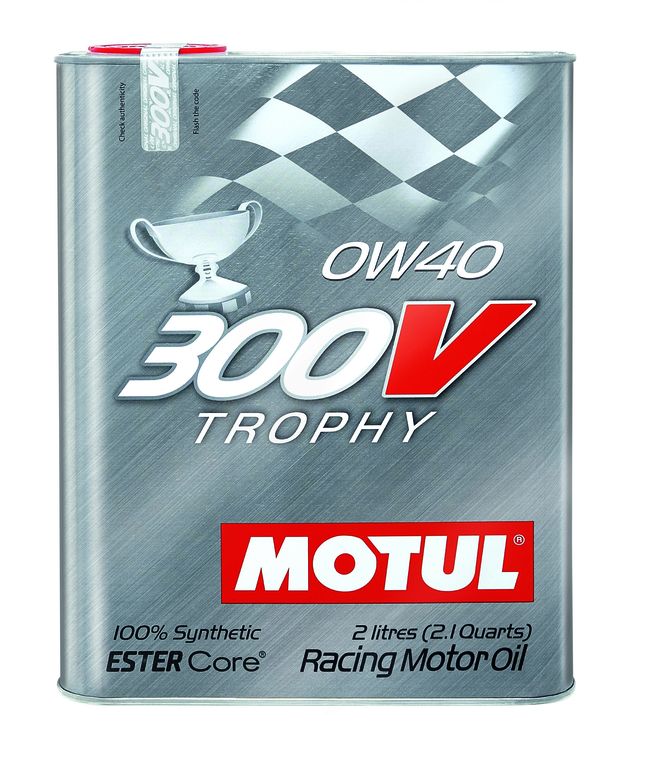 Check authenticity
300V
Flash the code
0W40
300V
TROPHY
MOTUL®
100% Synthetic
ESTER Core®
2 litres (2.1 Quarts)
Racing Motor Oil